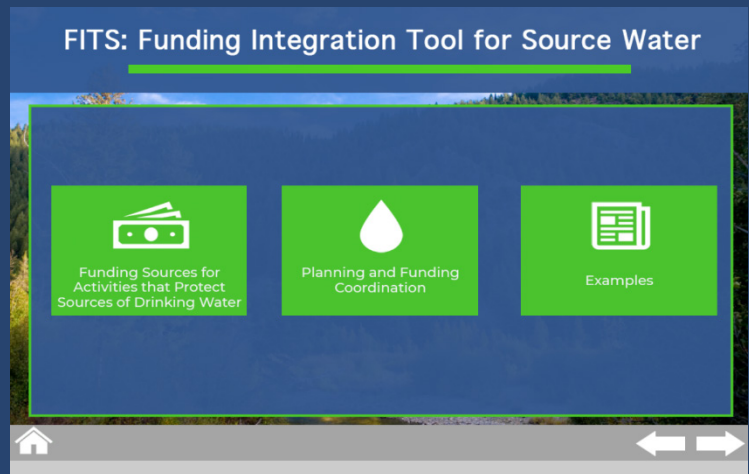 FITS: Funding Integration Tool for Source Water
Funding Sources for
Activities that Protect
Sources of Drinking Water
Planning and Funding
Coordination
Examples